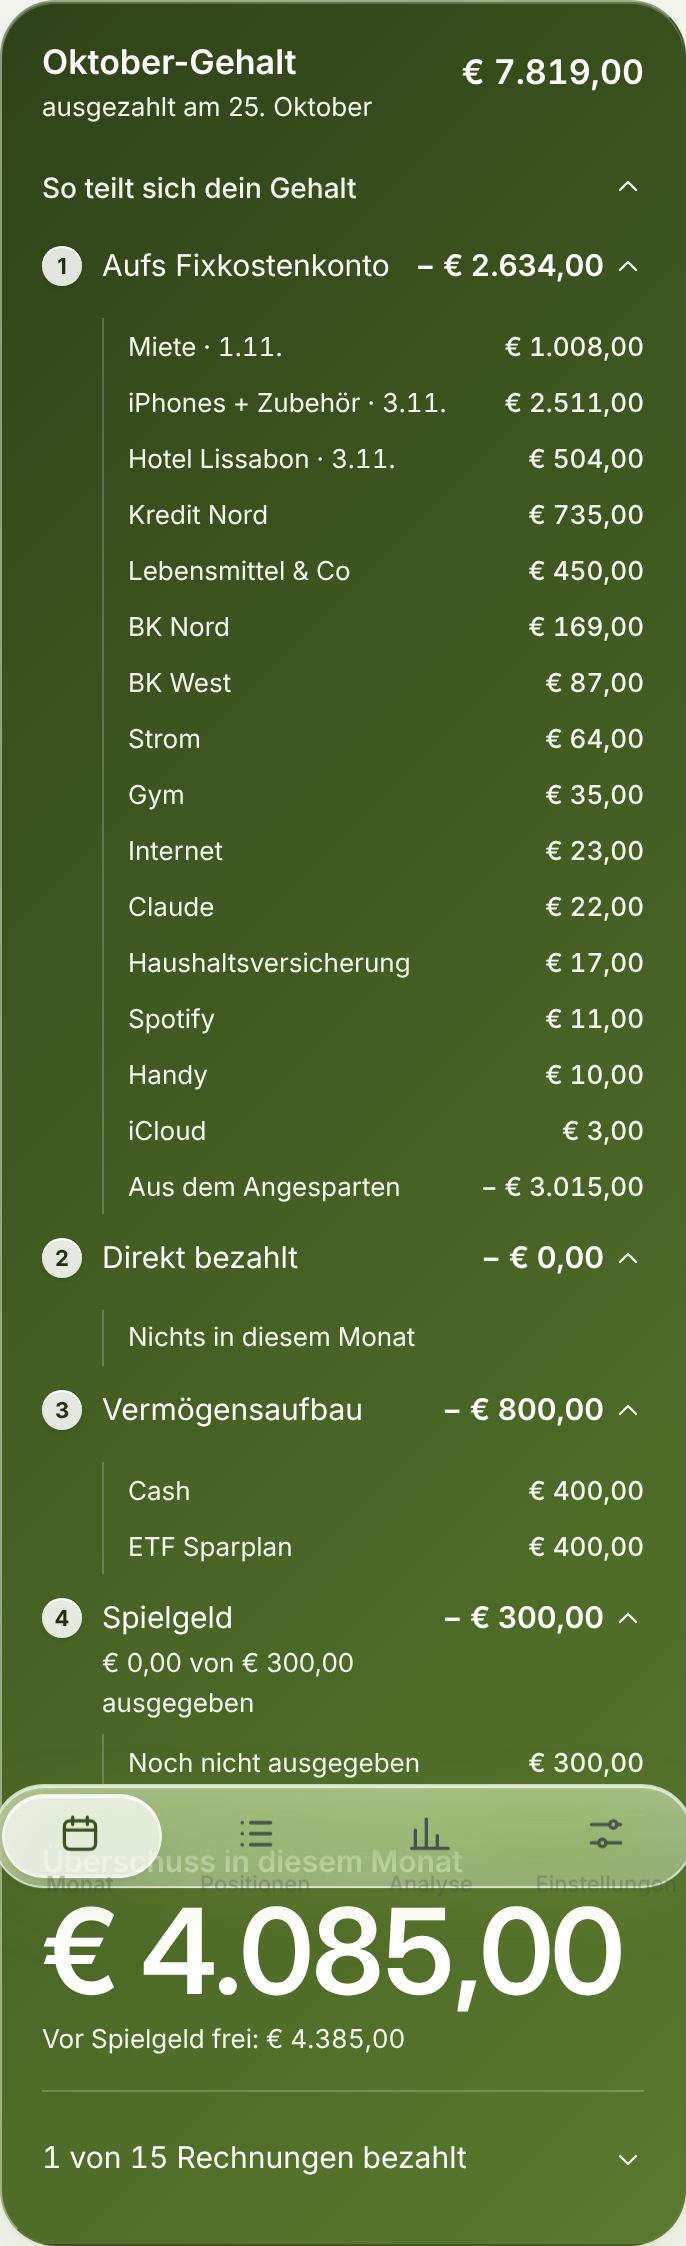 Oktober-Gehalt
€ 7.819,00
ausgezahlt am 25. Oktober
So teilt sich dein Gehalt
1 Aufs Fixkostenkonto – € 2.634,00
Miete · 1.11. € 1.008,00
iPhones + Zubehör · 3.11. € 2.511,00
Hotel Lissabon · 3.11. € 504,00
Kredit Nord € 735,00
Lebensmittel & Co € 450,00
BK Nord € 169,00
BK West € 87,00
Strom € 64,00
Gym € 35,00
Internet € 23,00
Claude € 22,00
Haushaltsversicherung € 17,00
Spotify € 11,00
Handy € 10,00
iCloud € 3,00
Aus dem Angesparten – € 3.015,00
2 Direkt bezahlt – € 0,00
Nichts in diesem Monat
3 Vermögensaufbau – € 800,00
Cash € 400,00
ETF Sparplan € 400,00
4 Spielgeld – € 300,00
€ 0,00 von € 300,00
ausgegeben
Noch nicht ausgegeben € 300,00
Überschuss in diesem Monat
Monat Positionen Analyse Einstellungen
€ 4.085,00
Vor Spielgeld frei: € 4.385,00
1 von 15 Rechnungen bezahlt